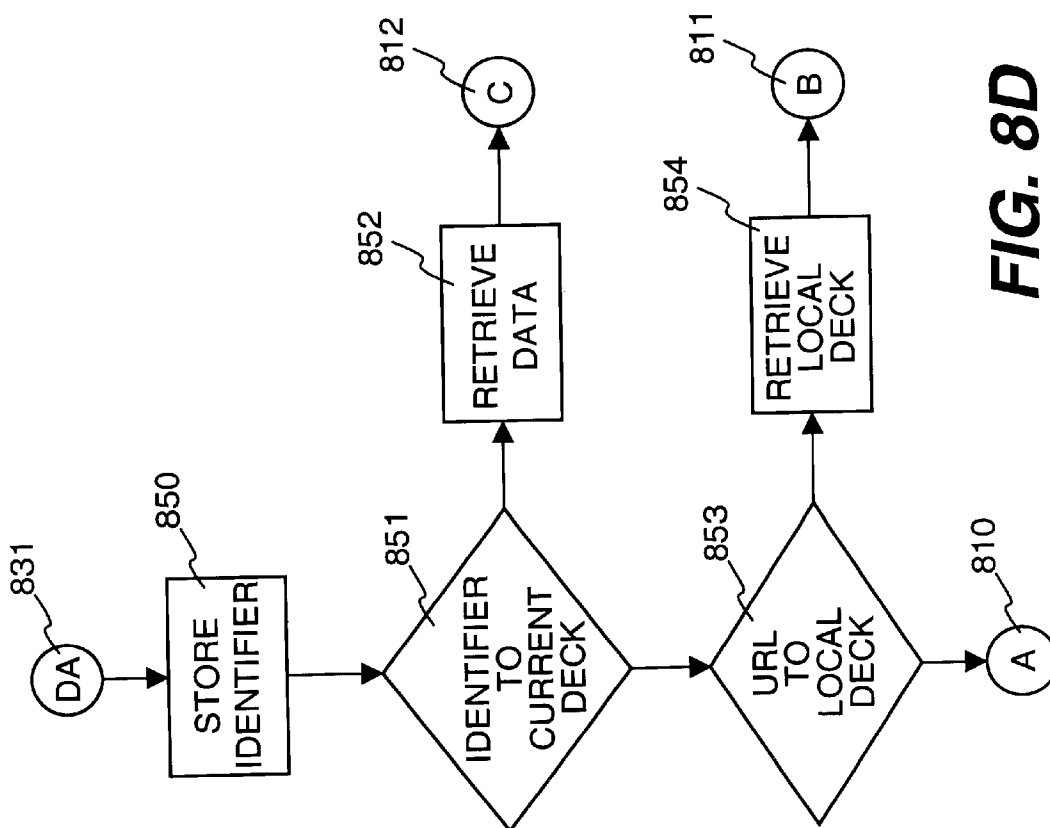 831
DA
850
STORE
IDENTIFIER
851
IDENTIFIER
TO
CURRENT
DECK
852
RETRIEVE
DATA
812
C
853
URL
TO
LOCAL
DECK
854
RETRIEVE
LOCAL
DECK
811
B
810
A
FIG. 8D